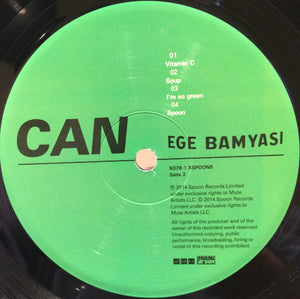 01
Vitamin C
02
Soup
03
I'm so green
04
Spoon
CAN
EGE BAMYASI
9378-1 XSPOON8
Seite 2
℗ 2014 Spoon Records Limited
under exclusive rights to Mute
Artists LLC.
© 2014 Spoon Records
Limited under exclusive rights to
Mute Artists LLC.
All rights of the producer and of the
owner of this recorded work reserved.
Unauthorized copying, public
performance, broadcasting, hiring or
rental of this recording prohibited.